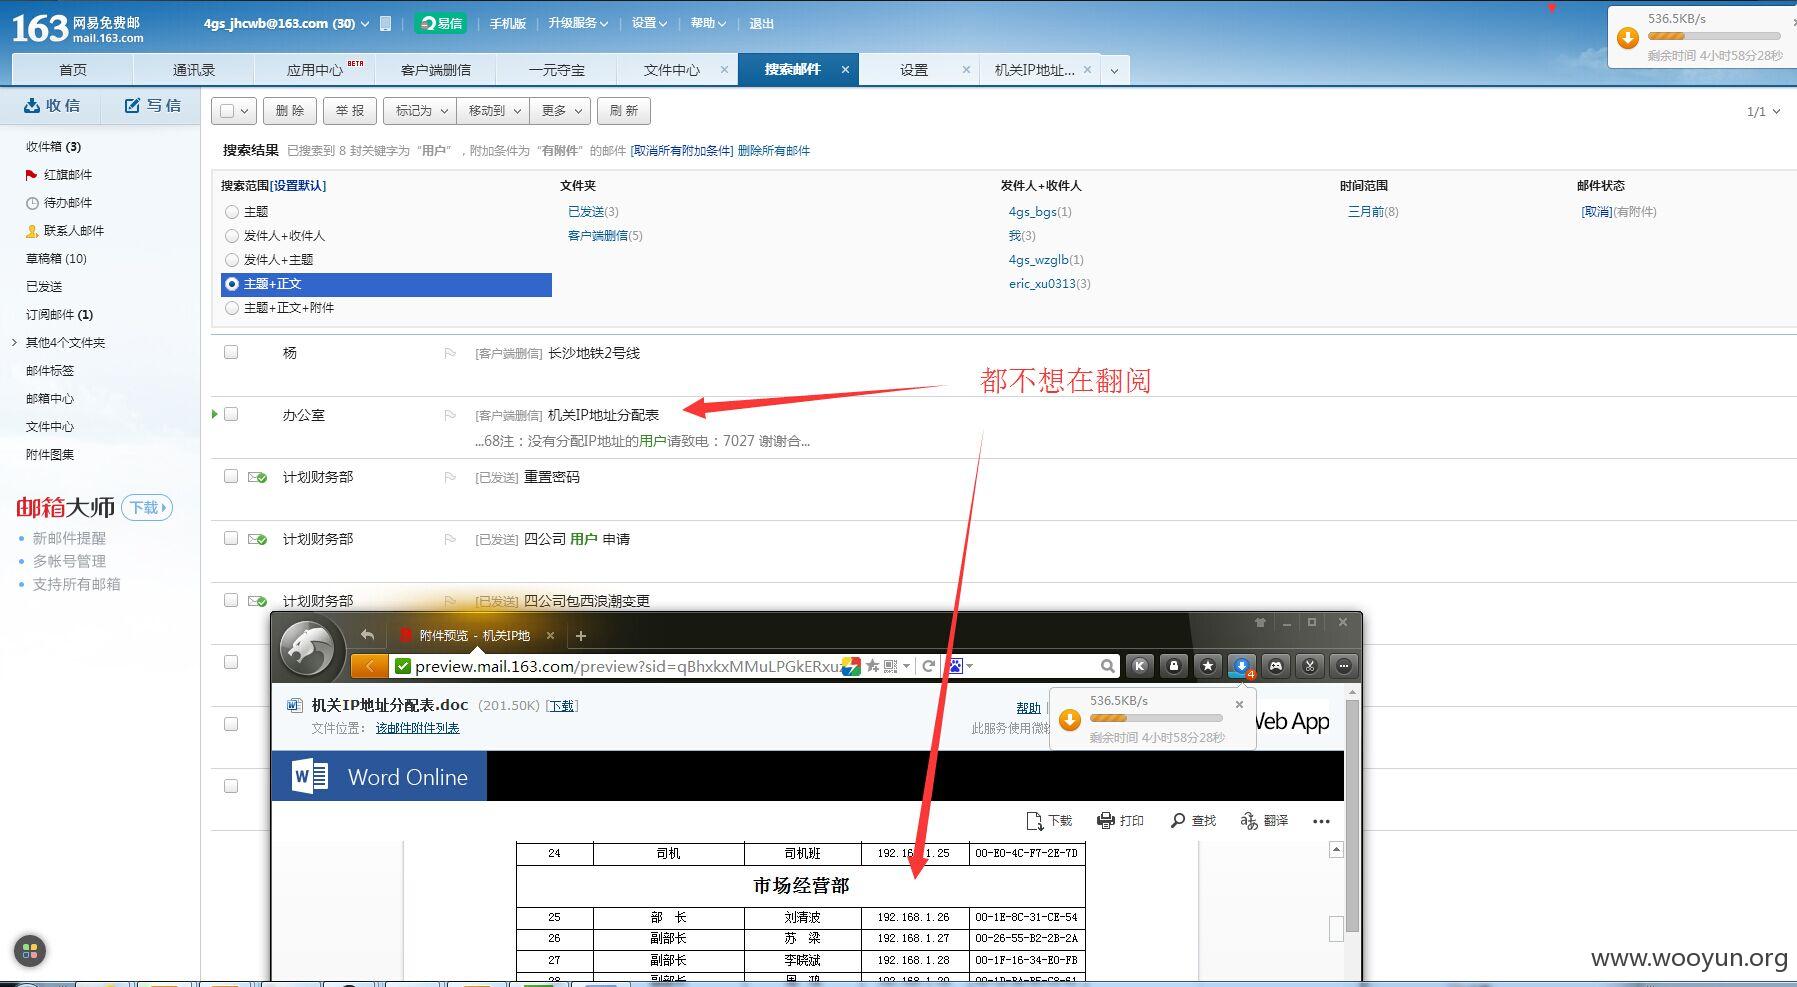 163 网易免费邮
mail.163.com
4gs_jhcwb@163.com (30)
易信
手机版
升级服务
设置
帮助
退出
536.5KB/s
剩余时间 4小时58分28秒
首页
通讯录
应用中心 BETA
客户端删信
一元夺宝
文件中心
搜索邮件
设置
机关IP地址...
收信
写信
删 除
举 报
标记为
移动到
更多
刷 新
1/1
收件箱 (3)
红旗邮件
待办邮件
联系人邮件
草稿箱 (10)
已发送
订阅邮件 (1)
其他4个文件夹
邮件标签
邮箱中心
文件中心
附件图集
邮箱大师 下载
新邮件提醒
多帐号管理
支持所有邮箱
搜索结果 已搜索到 8 封关键字为“用户”，附加条件为“有附件”的邮件 [取消所有附加条件] 删除所有邮件
搜索范围[设置默认]
主题
发件人+收件人
发件人+主题
主题+正文
主题+正文+附件
文件夹
已发送(3)
客户端删信(5)
发件人+收件人
4gs_bgs(1)
我(3)
4gs_wzglb(1)
eric_xu0313(3)
时间范围
三月前(8)
邮件状态
[取消](有附件)
杨 [客户端删信] 长沙地铁2号线
都不想在翻阅
办公室 [客户端删信] 机关IP地址分配表
...68注：没有分配IP地址的用户请致电：7027 谢谢合...
计划财务部 [已发送] 重置密码
计划财务部 [已发送] 四公司 用户 申请
计划财务部 [已发送] 四公司包西浪潮变更
附件预览 - 机关IP地
preview.mail.163.com/preview?sid=qBhxkxMMuLPGkERxu
机关IP地址分配表.doc (201.50K) [下载]
文件位置： 该邮件附件列表
帮助
此服务使用微
536.5KB/s
剩余时间 4小时58分28秒
Web App
Word Online
下载
打印
查找
翻译
24 司机 司机班 192.168.1.25 00-E0-4C-F7-2E-7D
市场经营部
25 部 长 刘清波 192.168.1.26 00-1E-8C-31-CE-54
26 副部长 苏 梁 192.168.1.27 00-26-55-B2-2B-2A
27 副部长 李晓斌 192.168.1.28 00-1F-16-34-E0-FB
www.wooyun.org